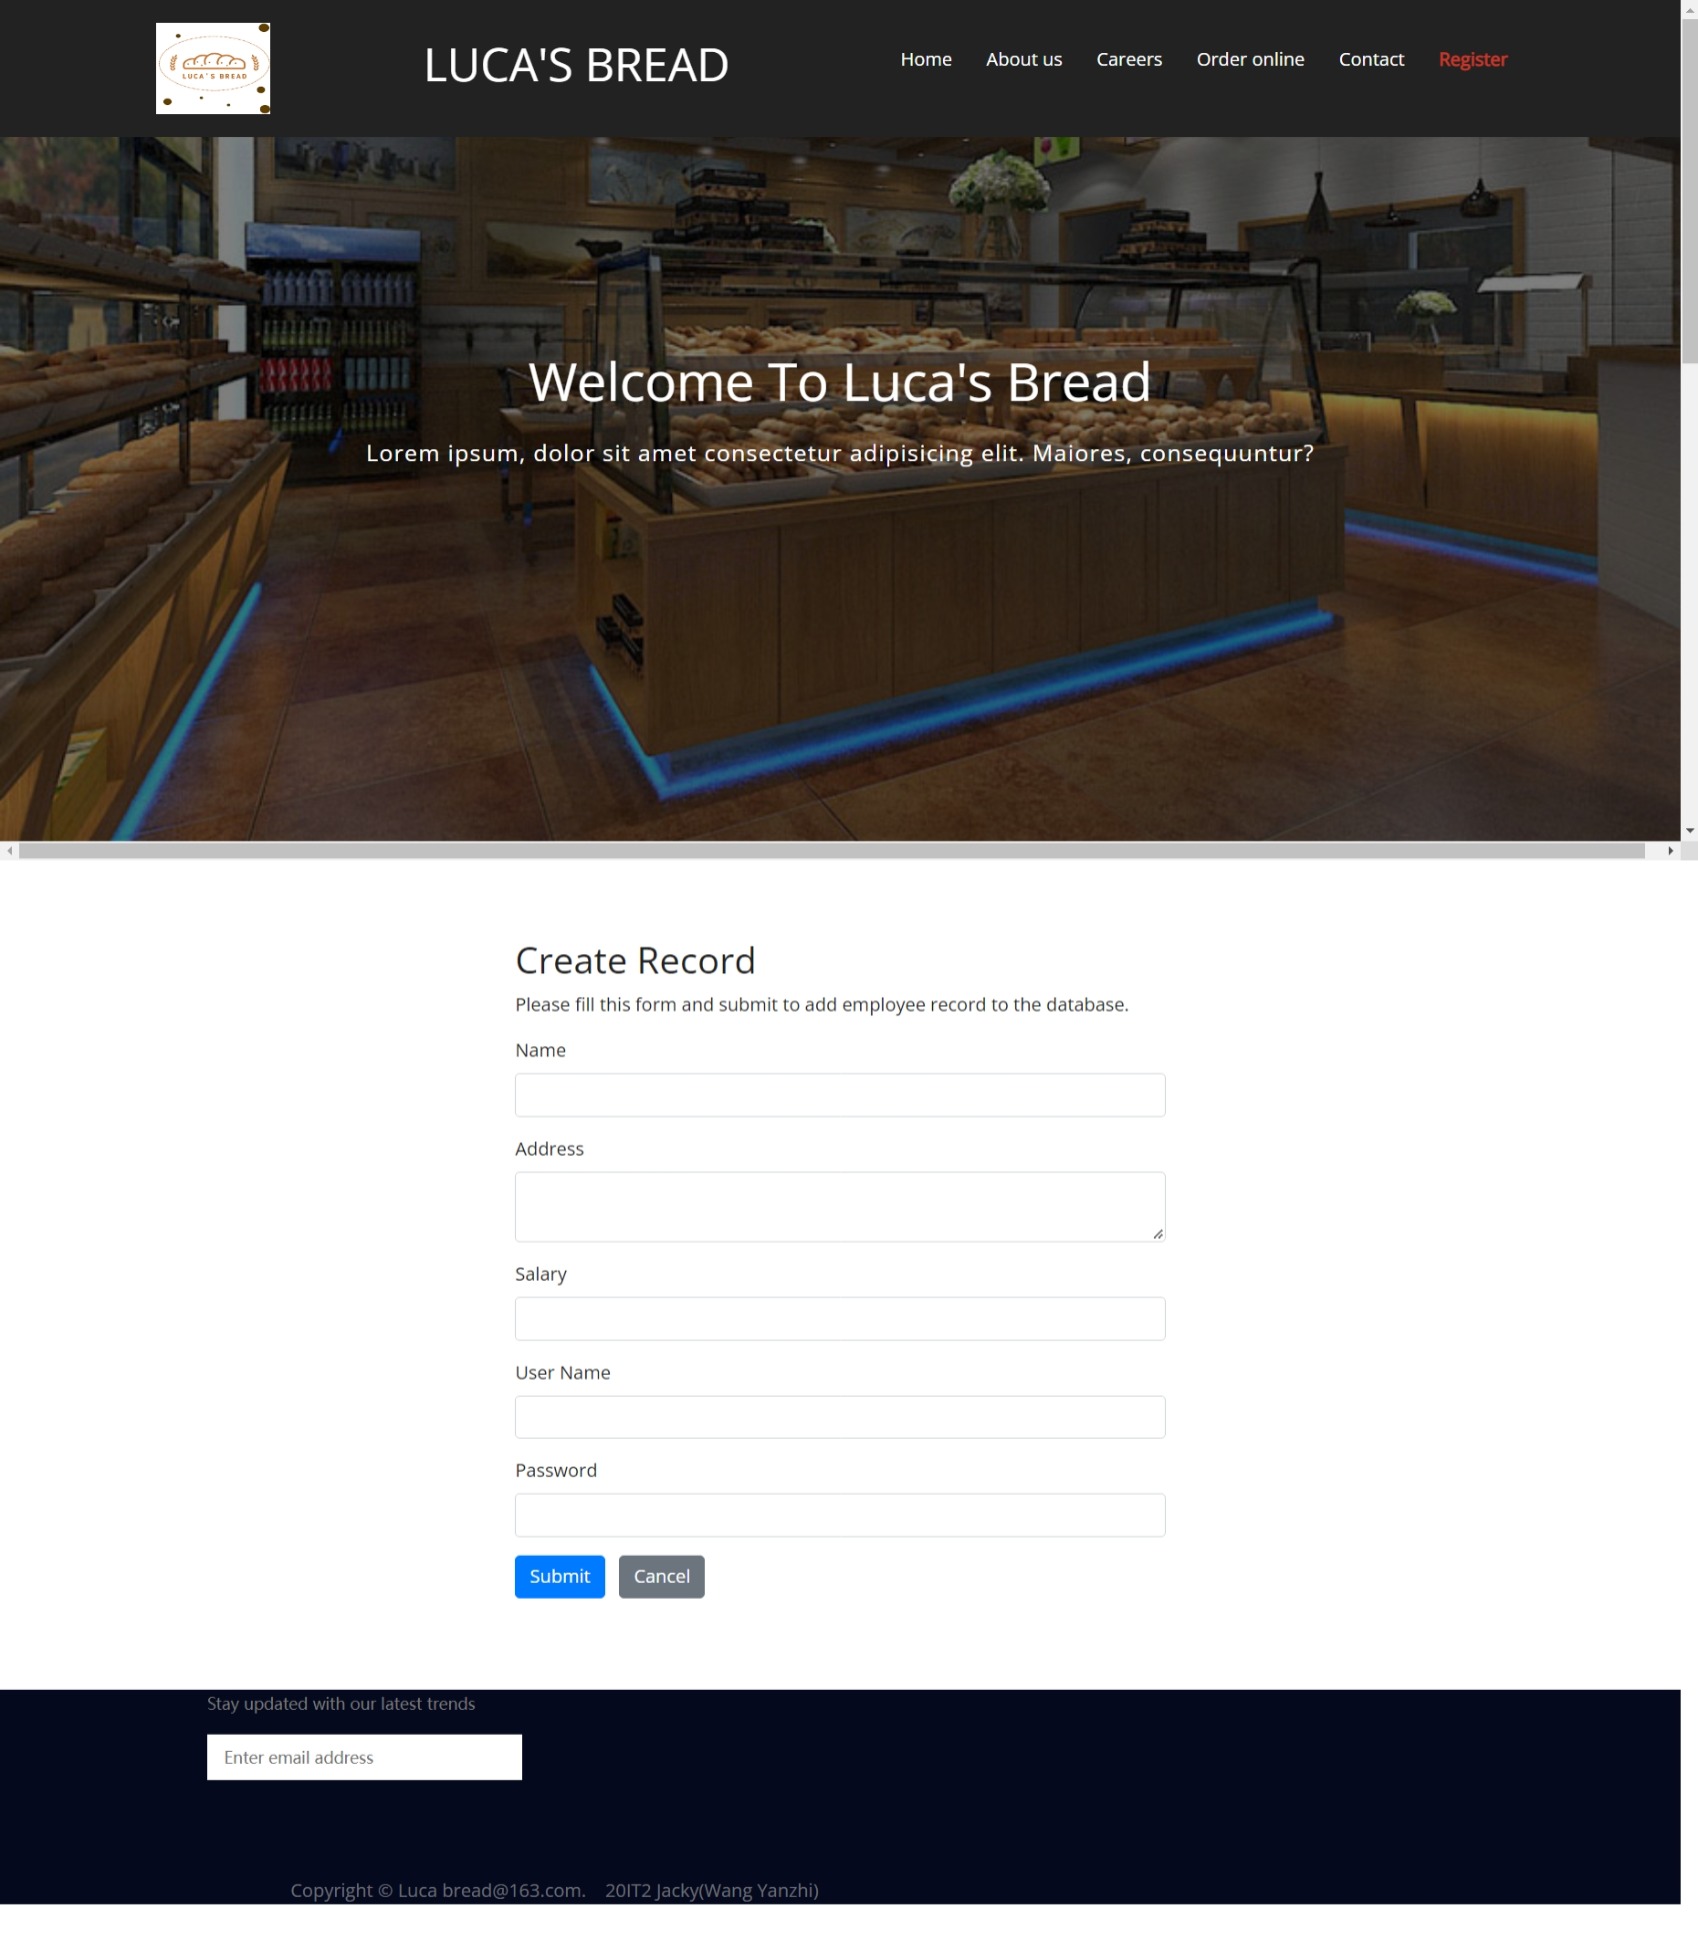 LUCA'S BREAD
LUCA'S BREAD
Home About us Careers Order online Contact Register
Welcome To Luca's Bread
Lorem ipsum, dolor sit amet consectetur adipisicing elit. Maiores, consequuntur?
Create Record
Please fill this form and submit to add employee record to the database.
Name
Address
Salary
User Name
Password
Submit Cancel
Stay updated with our latest trends
Enter email address
Copyright © Luca bread@163.com. 20IT2 Jacky(Wang Yanzhi)